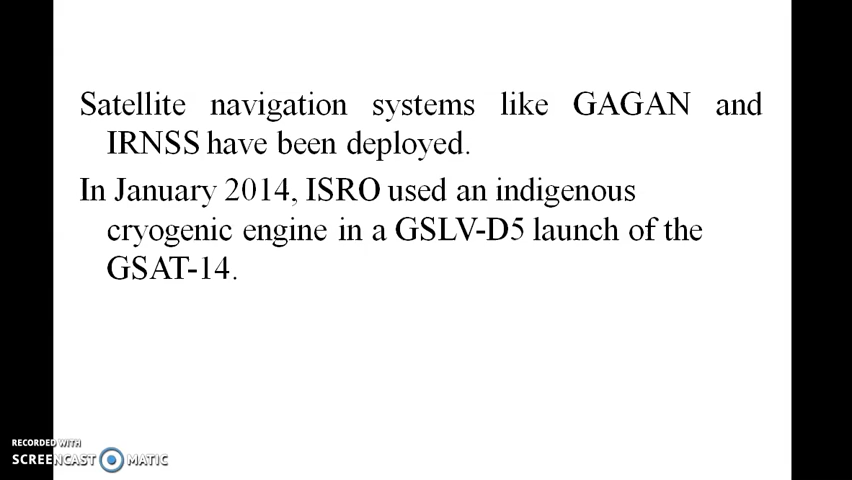 Satellite navigation systems like GAGAN and
IRNSS have been deployed.
In January 2014, ISRO used an indigenous
cryogenic engine in a GSLV-D5 launch of the
GSAT-14.
RECORDED WITH
SCREENCAST MATIC